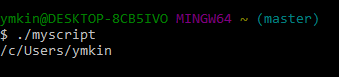 ymkin@DESKTOP-8CB5IVO MINGW64 ~ (master)
$ ./myscript
/c/Users/ymkin